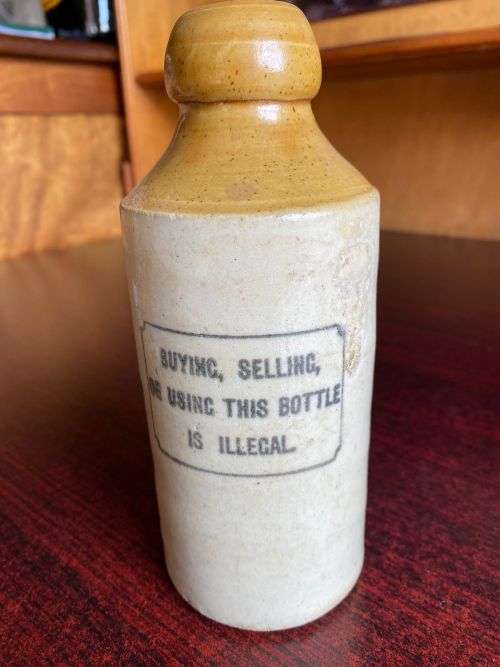 BUYING, SELLING,
OR USING THIS BOTTLE
IS ILLEGAL.